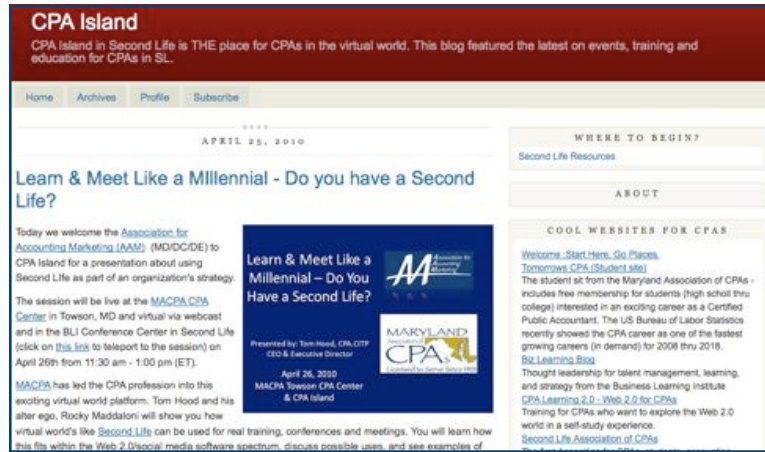 CPA Island
CPA Island in Second Life is THE place for CPAs in the virtual world. This blog featured the latest on events, training and
education for CPAs in SL.
Home Archives Profile Subscribe
APRIL 25, 2010
Learn & Meet Like a MIllennial - Do you have a Second
Life?
Today we welcome the Association for
Accounting Marketing (AAM) (MD/DC/DE) to
CPA Island for a presentation about using
Second LIfe as part of an organization's strategy.
The session will be live at the MACPA CPA
Center in Towson, MD and virtual via webcast
and in the BLI Conference Center in Second Life
(click on this link to teleport to the session) on
April 26th from 11:30 am - 1:00 pm (ET).
MACPA has led the CPA profession into this
exciting virtual world platform. Tom Hood and his
alter ego, Rocky Maddaloni will show you how
virtual world's like Second Life can be used for real training, conferences and meetings. You will learn how
this fits within the Web 2.0/social media software spectrum, discuss possible uses, and see examples of
Learn & Meet Like a
Millennial – Do You
Have a Second Life?
Presented by: Tom Hood, CPA.CITP
CEO & Executive Director
April 26, 2010
MACPA Towson CPA Center
& CPA Island
Association for
Accounting
Marketing
MARYLAND
Association of
CPAs
Licensed to Serve Since 1901
WHERE TO BEGIN?
Second Life Resources
ABOUT
COOL WEBSITES FOR CPAS
Welcome :Start Here, Go Places.
Tomorrows CPA (Student site)
The student sit from the Maryland Association of CPAs -
includes free membership for students (high scholl thru
college) interested in an exciting career as a Certified
Public Accountant. The US Bureau of Labor Statistics
recently showed the CPA career as one of the fastest
growing careers (in demand) for 2008 thru 2018.
Biz Learning Blog
Thought leadership for talent management, learning,
and strategy from the Business Learning Institute
CPA Learning 2.0 - Web 2.0 for CPAs
Training for CPAs who want to explore the Web 2.0
world in a self-study experience.
Second Life Association of CPAs